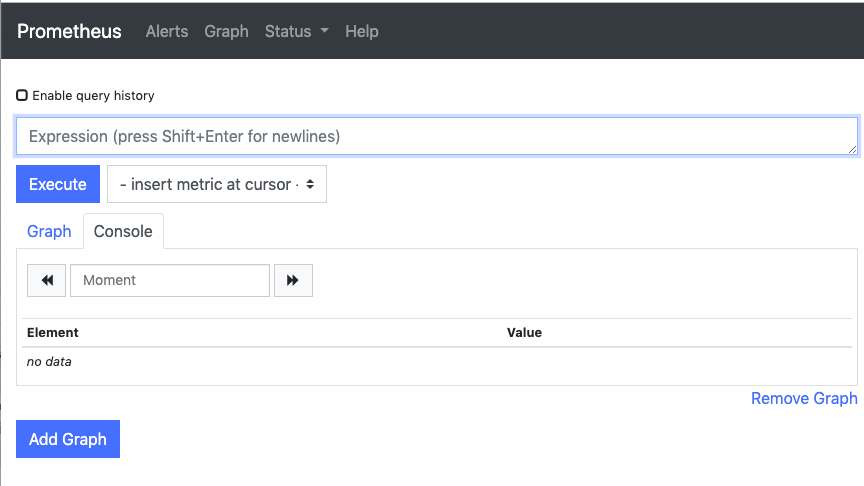 Prometheus Alerts Graph Status Help
Enable query history
Expression (press Shift+Enter for newlines)
Execute - insert metric at cursor -
Graph Console
Moment
Element Value
no data
Remove Graph
Add Graph